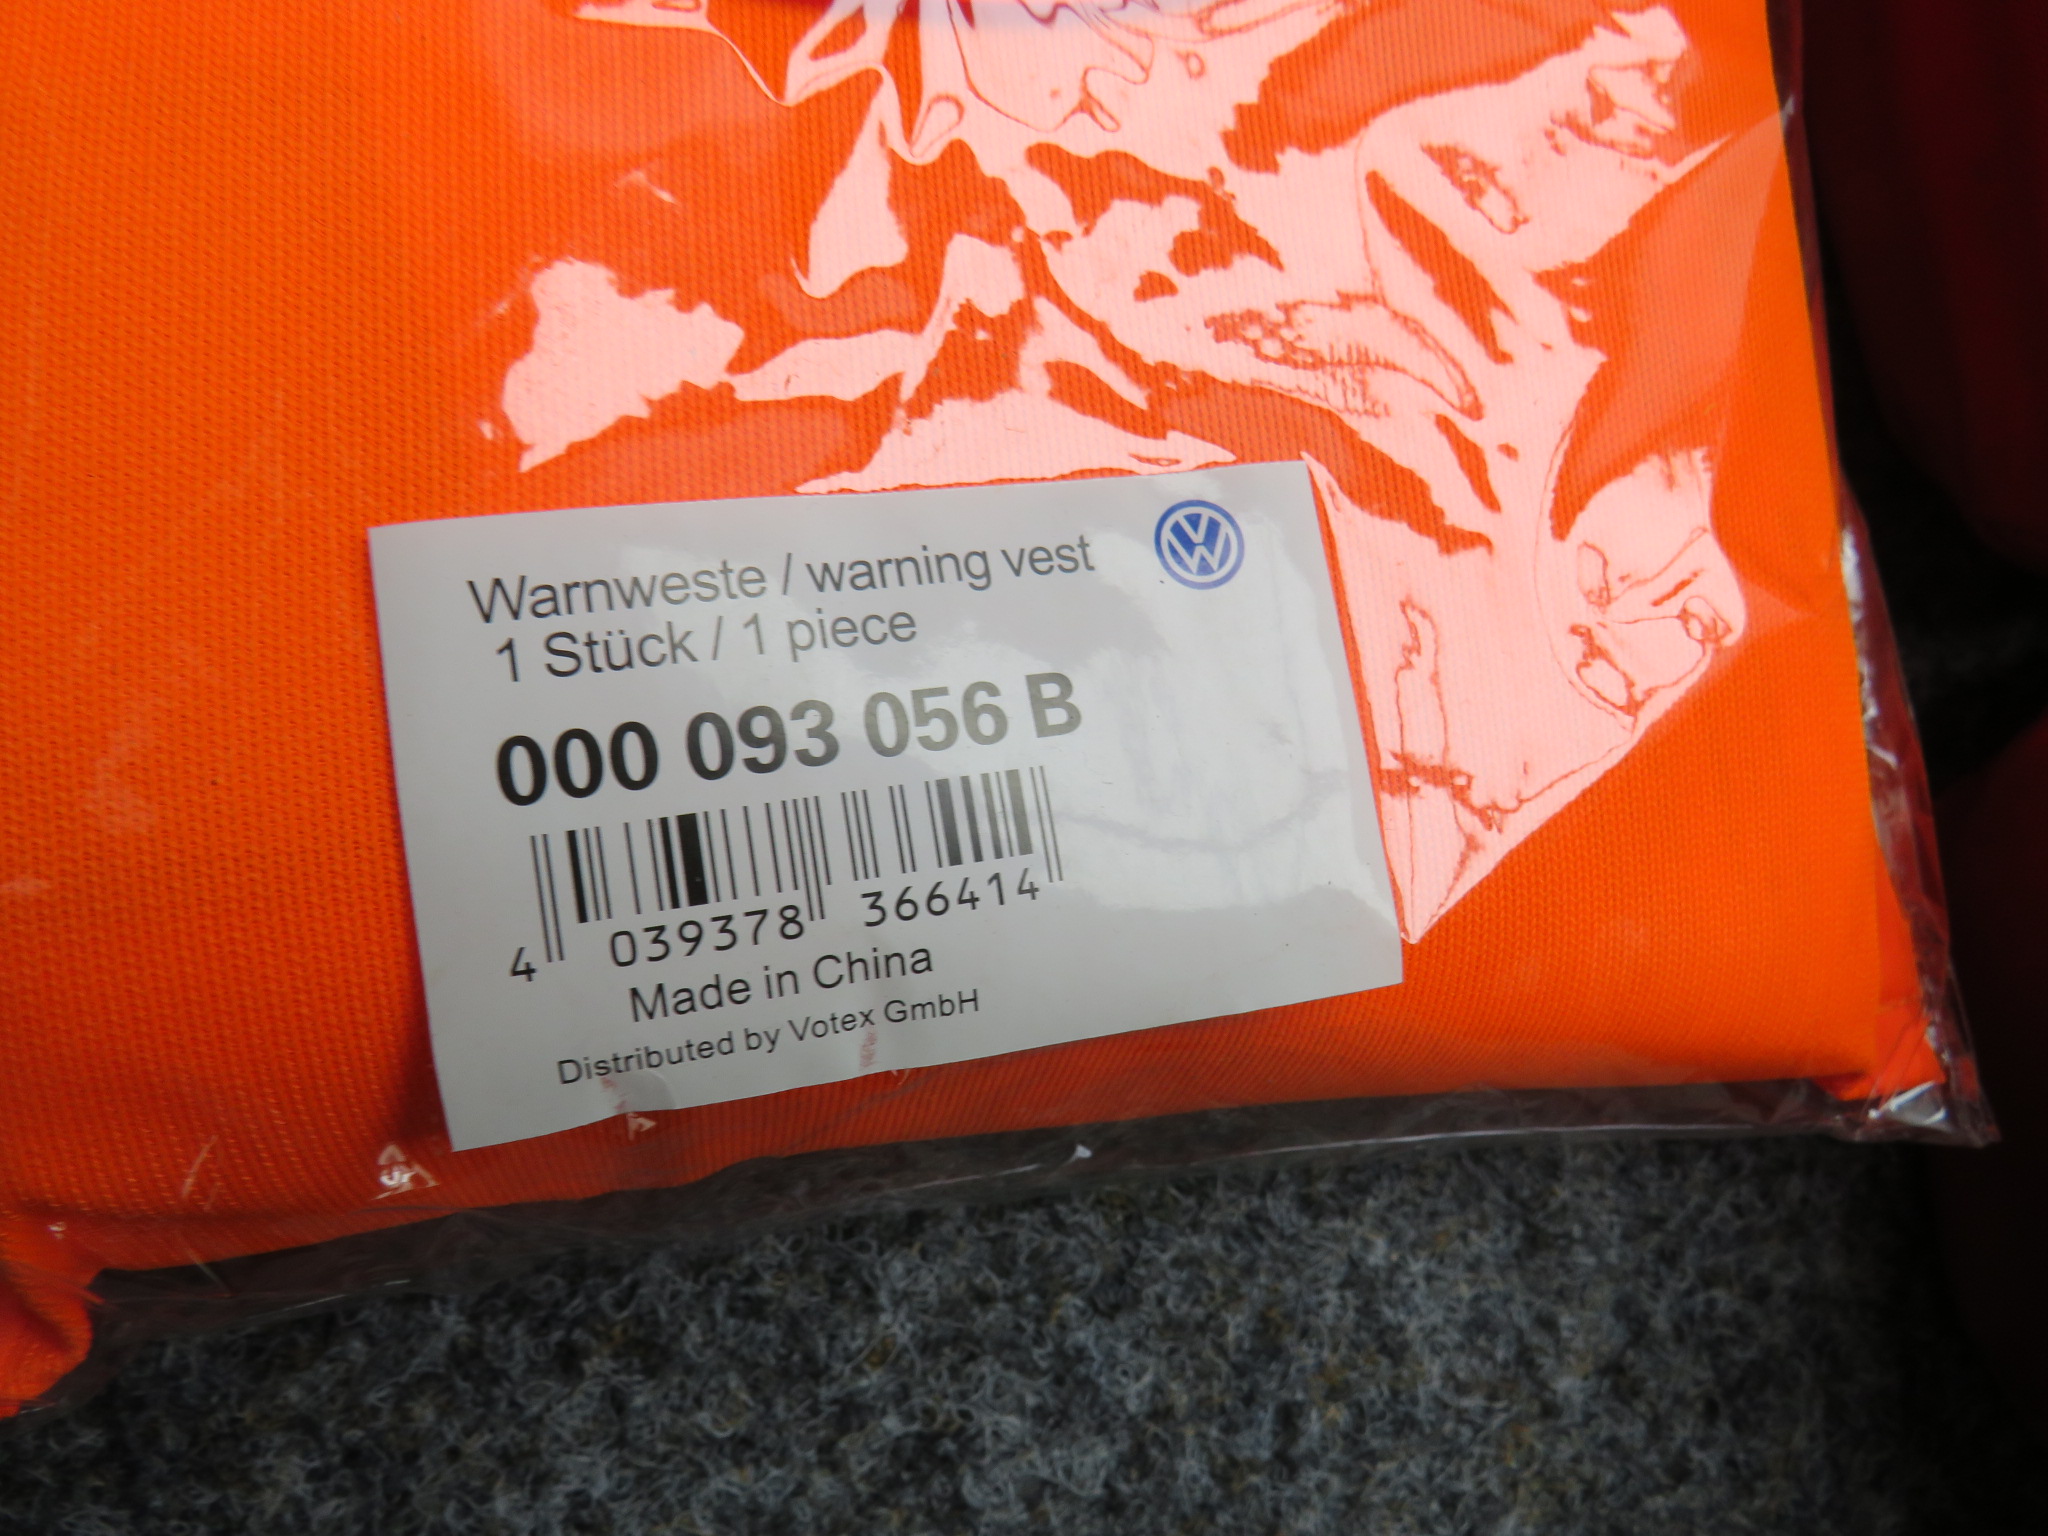 Warnweste / warning vest
1 Stück / 1 piece
000 093 056 B
4 039378 366414
Made in China
Distributed by Votex GmbH